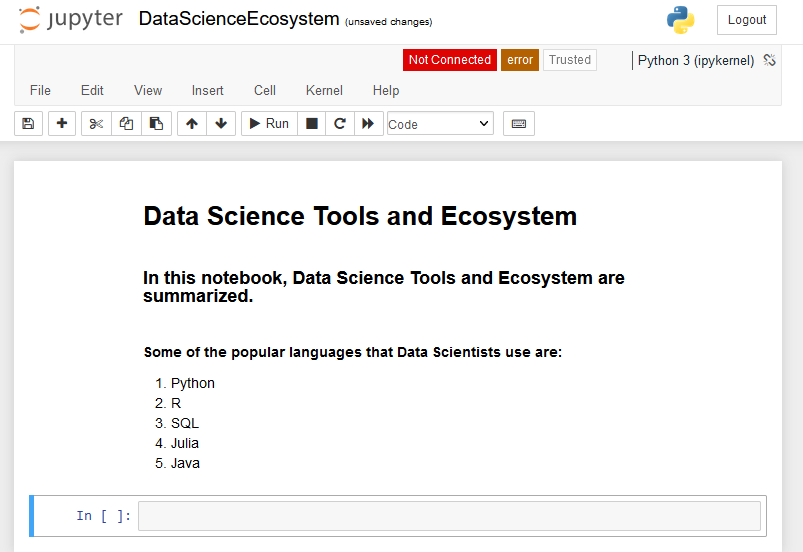 jupyter DataScienceEcosystem (unsaved changes)
Logout
Not Connected error Trusted Python 3 (ipykernel)
File Edit View Insert Cell Kernel Help
Run Code
Data Science Tools and Ecosystem
In this notebook, Data Science Tools and Ecosystem are
summarized.
Some of the popular languages that Data Scientists use are:
1. Python
2. R
3. SQL
4. Julia
5. Java
In [ ]: